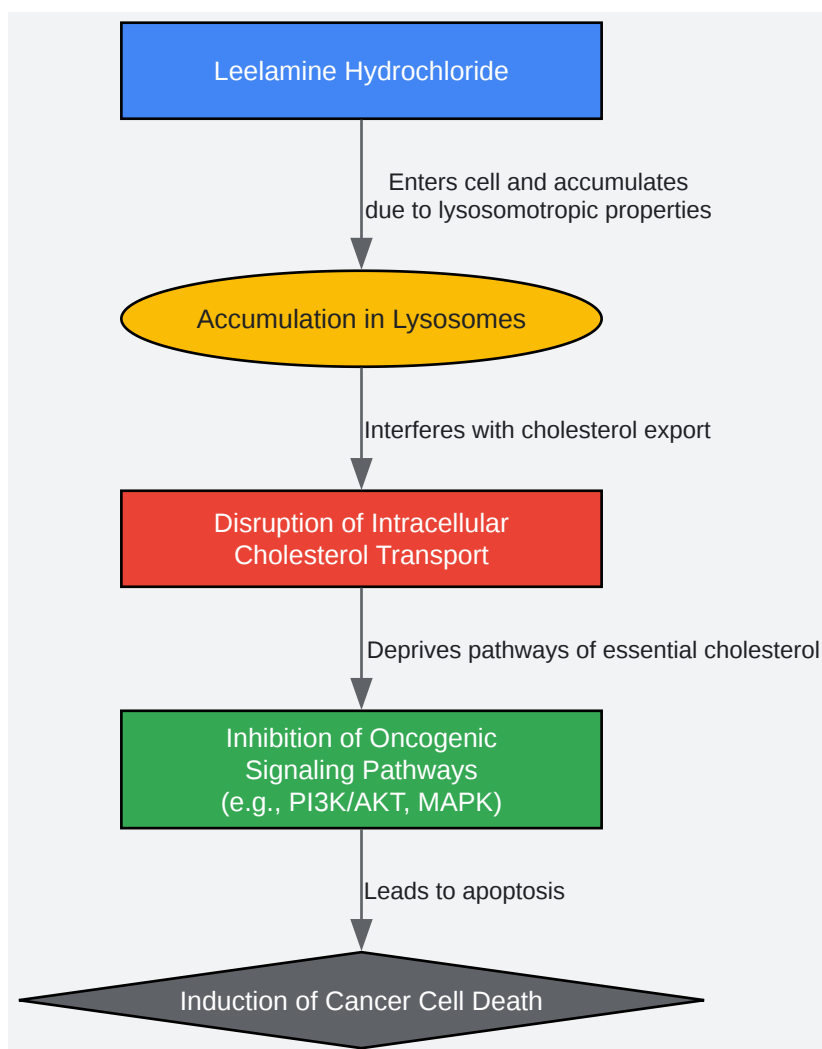 Leelamine Hydrochloride
Enters cell and accumulates
due to lysosomotropic properties
Accumulation in Lysosomes
Interferes with cholesterol export
Disruption of Intracellular
Cholesterol Transport
Deprives pathways of essential cholesterol
Inhibition of Oncogenic
Signaling Pathways
(e.g., PI3K/AKT, MAPK)
Leads to apoptosis
Induction of Cancer Cell Death